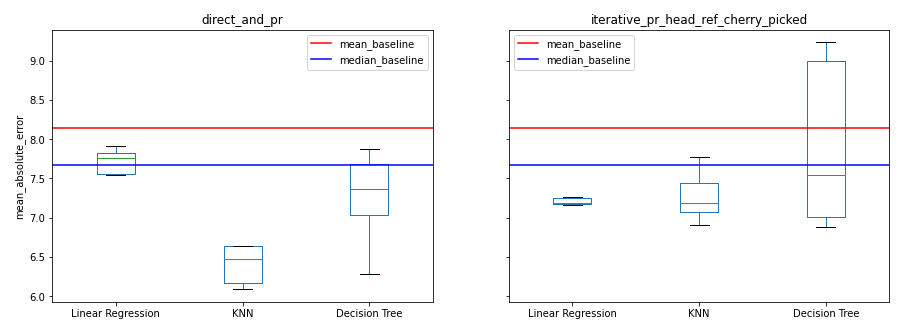 direct_and_pr
mean_baseline
median_baseline
mean_absolute_error
9.0
8.5
8.0
7.5
7.0
6.5
6.0
Linear Regression
KNN
Decision Tree
iterative_pr_head_ref_cherry_picked
mean_baseline
median_baseline
Linear Regression
KNN
Decision Tree